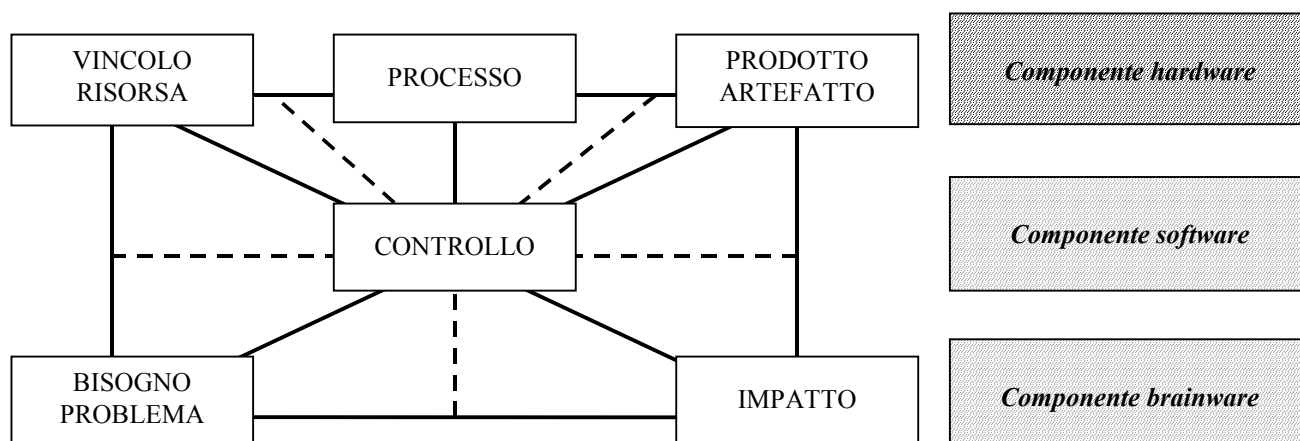 VINCOLO
RISORSA
PROCESSO
PRODOTTO
ARTEFATTO
Componente hardware
CONTROLLO
Componente software
BISOGNO
PROBLEMA
IMPATTO
Componente brainware